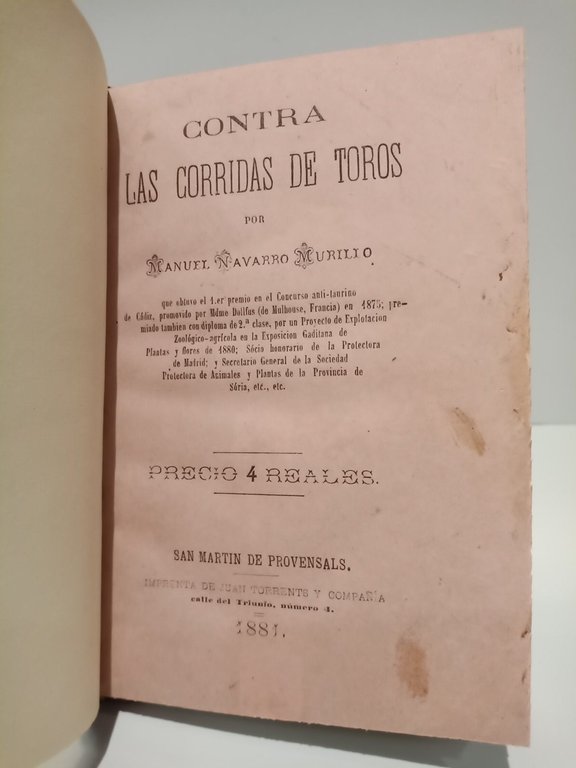 CONTRA
LAS CORRIDAS DE TOROS
POR
MANUEL NAVARRO MURILLO
que obtuvo el 1.er premio en el Concurso anti-taurino
de Cádiz, promovido por Mdme Dollfus (de Mulhouse, Francia) en 1875; pre-
miado tambien con diploma de 2.ª clase, por un Proyecto de Explotacion
Zoológico-agrícola en la Exposicion Gaditana de
Plantas y flores de 1880; Sócio honorario de la Protectora
de Madrid; y Secretario General de la Sociedad
Protectora de Animales y Plantas de la Provincia de
Sória, etc., etc.
PRECIO 4 REALES.
SAN MARTIN DE PROVENSALS.
IMPRENTA DE JUAN TORRENTS Y COMPAÑÍA
calle del Triunfo, número 4.
1881.